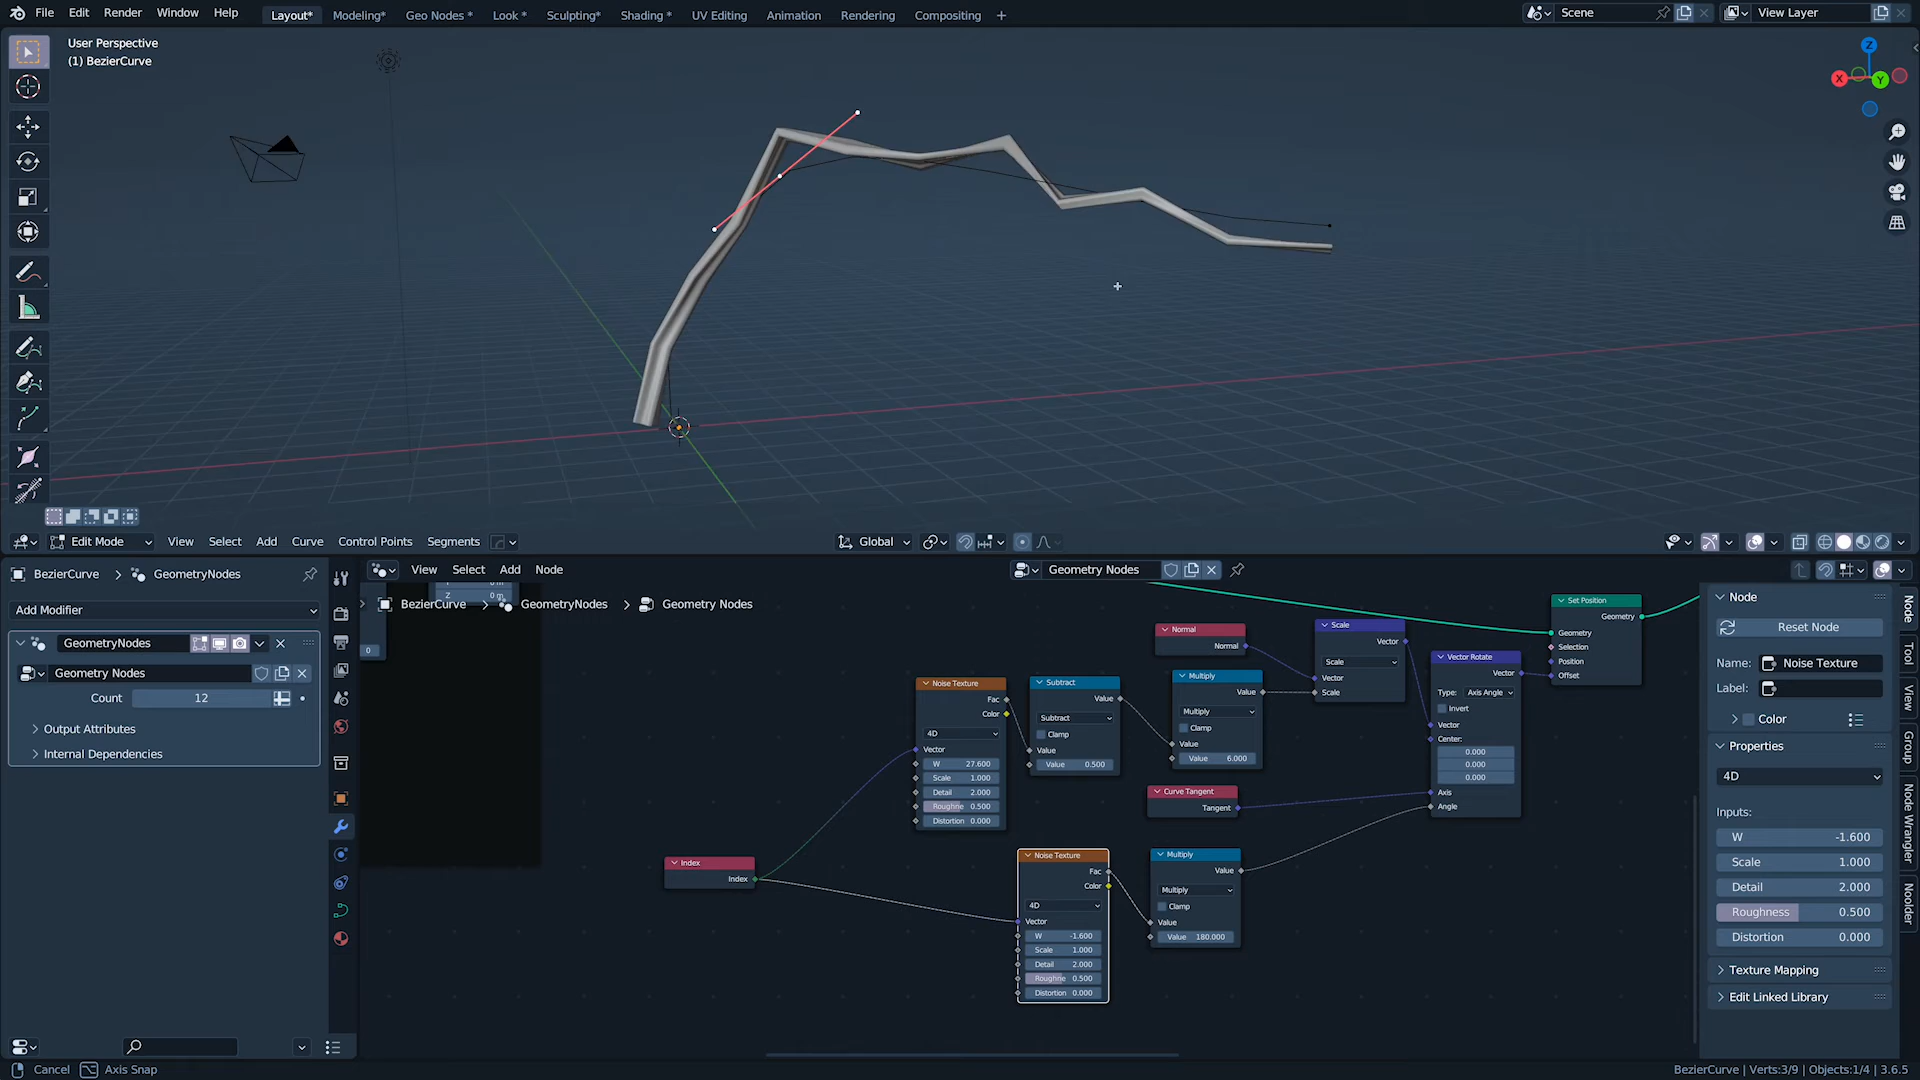 File Edit Render Window Help Layout* Modeling* Geo Nodes * Look * Sculpting* Shading * UV Editing Animation Rendering Compositing + Scene View Layer
User Perspective
(1) BezierCurve
Z
X Y
Edit Mode View Select Add Curve Control Points Segments Global
BezierCurve > GeometryNodes
View Select Add Node Geometry Nodes
Add Modifier
Z 0 m
BezierCurve > GeometryNodes > Geometry Nodes
0
GeometryNodes
Geometry Nodes
Count 12
Output Attributes
Internal Dependencies
Index
Index
Noise Texture
Fac
Color
4D
Vector
W 27.600
Scale 1.000
Detail 2.000
Roughne 0.500
Distortion 0.000
Subtract
Value
Subtract
Clamp
Value
Value 0.500
Normal
Normal
Multiply
Value
Multiply
Clamp
Value
Value 6.000
Scale
Vector
Scale
Vector
Scale
Curve Tangent
Tangent
Vector Rotate
Vector
Type: Axis Angle
Invert
Vector
Center:
0.000
0.000
0.000
Axis
Angle
Set Position
Geometry
Geometry
Selection
Position
Offset
Noise Texture
Fac
Color
4D
Vector
W -1.600
Scale 1.000
Detail 2.000
Roughne 0.500
Distortion 0.000
Multiply
Value
Multiply
Clamp
Value
Value 180.000
Node
Reset Node
Name: Noise Texture
Label:
Color
Properties
4D
Inputs:
W -1.600
Scale 1.000
Detail 2.000
Roughness 0.500
Distortion 0.000
Texture Mapping
Edit Linked Library
Node
Tool
View
Group
Node Wrangler
Noolder
Cancel Axis Snap
BezierCurve | Verts:3/9 | Objects:1/4 | 3.6.5